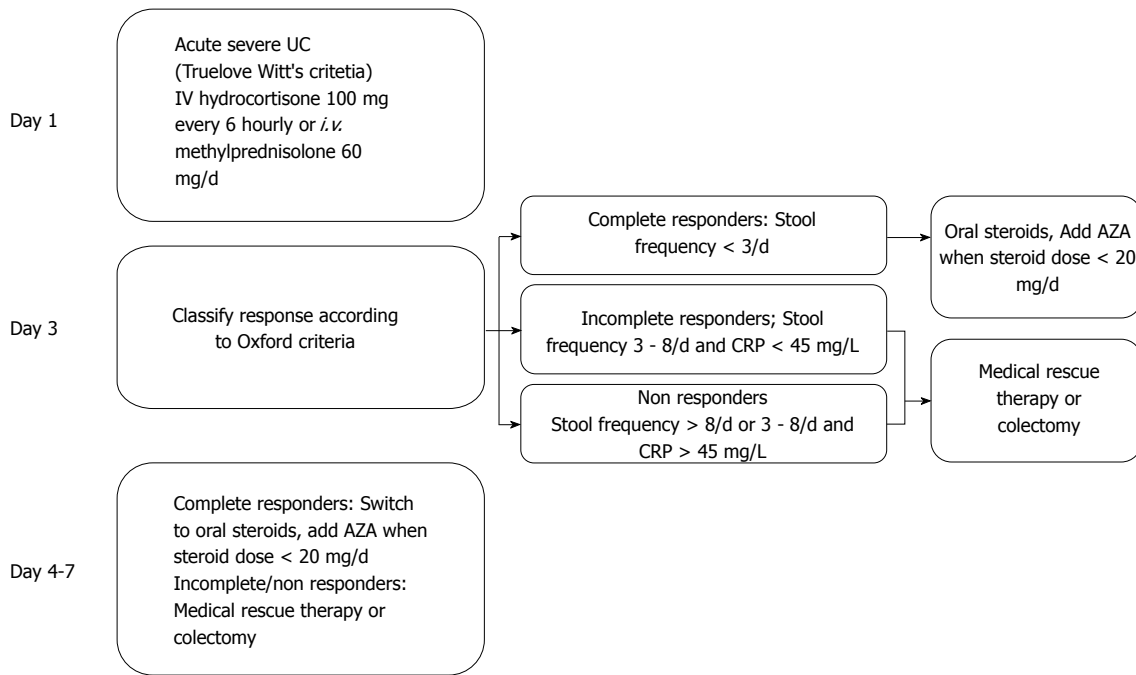 Day 1
Acute severe UC
(Truelove Witt's critetia)
IV hydrocortisone 100 mg
every 6 hourly or i.v.
methylprednisolone 60
mg/d
Day 3
Classify response according
to Oxford criteria
Complete responders: Stool
frequency < 3/d
Oral steroids, Add AZA
when steroid dose < 20
mg/d
Incomplete responders; Stool
frequency 3 - 8/d and CRP < 45 mg/L
Non responders
Stool frequency > 8/d or 3 - 8/d and
CRP > 45 mg/L
Medical rescue
therapy or
colectomy
Day 4-7
Complete responders: Switch
to oral steroids, add AZA when
steroid dose < 20 mg/d
Incomplete/non responders:
Medical rescue therapy or
colectomy